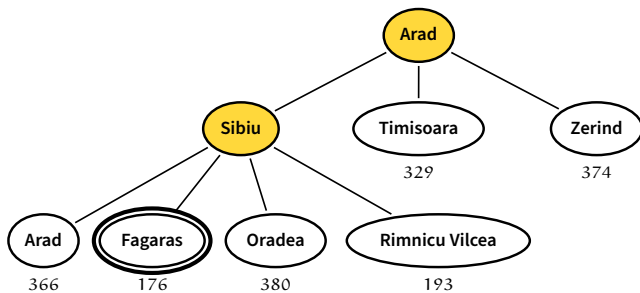 Arad
Sibiu Timisoara Zerind
329 374
Arad Fagaras Oradea Rimnicu Vilcea
366 176 380 193